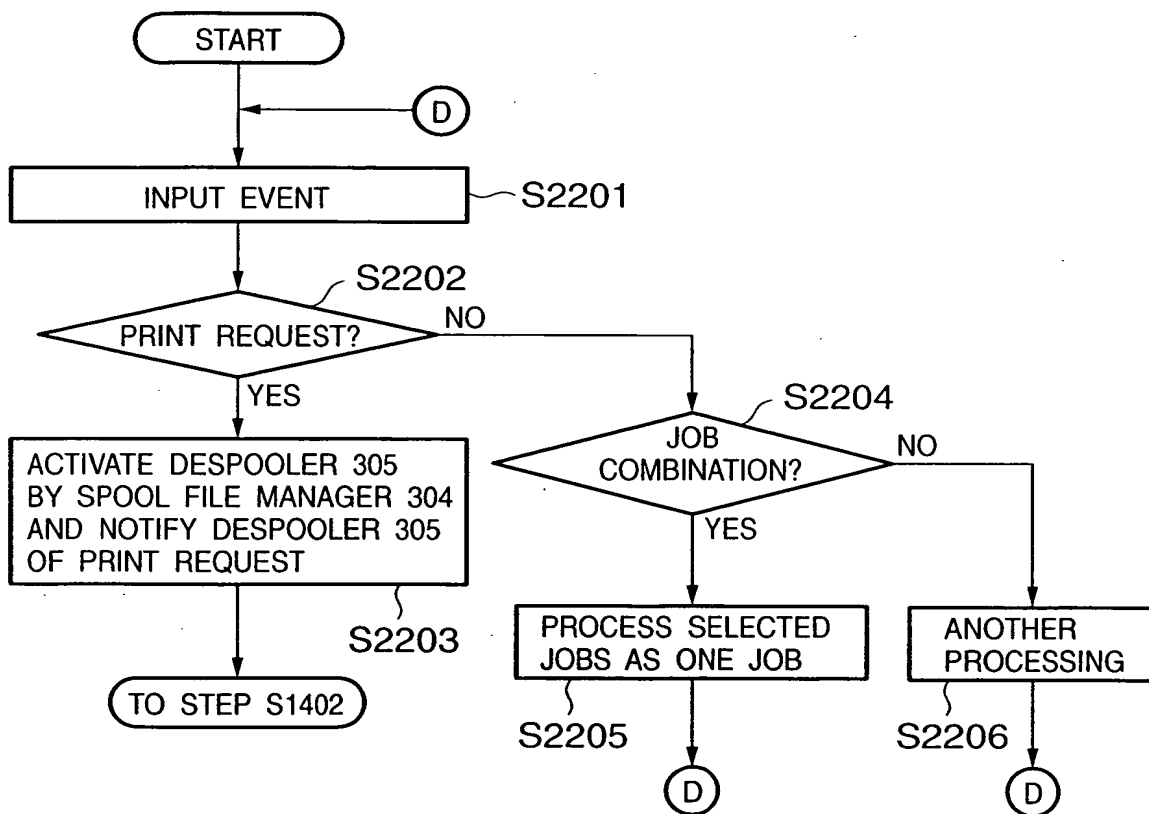 START
D
INPUT EVENT
S2201
S2202
PRINT REQUEST?
NO
YES
S2204
JOB
COMBINATION?
NO
YES
ACTIVATE DESPOOLER 305
BY SPOOL FILE MANAGER 304
AND NOTIFY DESPOOLER 305
OF PRINT REQUEST
S2203
TO STEP S1402
PROCESS SELECTED
JOBS AS ONE JOB
S2205
D
ANOTHER
PROCESSING
S2206
D